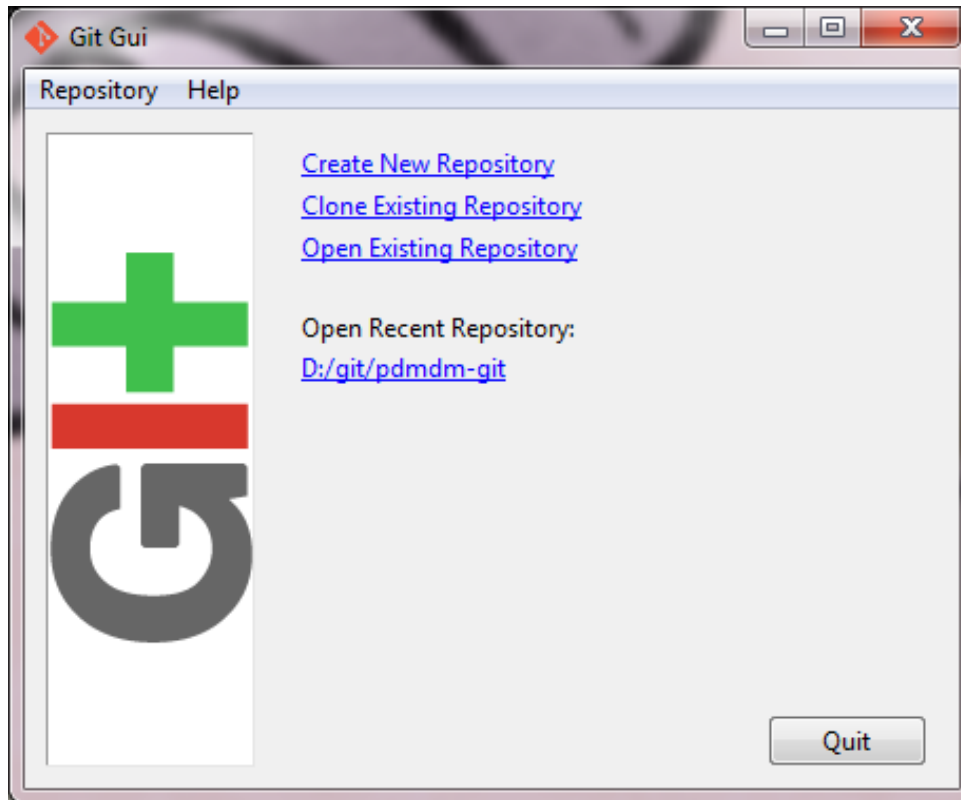 Git Gui
Repository Help
Create New Repository
Clone Existing Repository
Open Existing Repository
Open Recent Repository:
D:/git/pdmdm-git
GIT
Quit